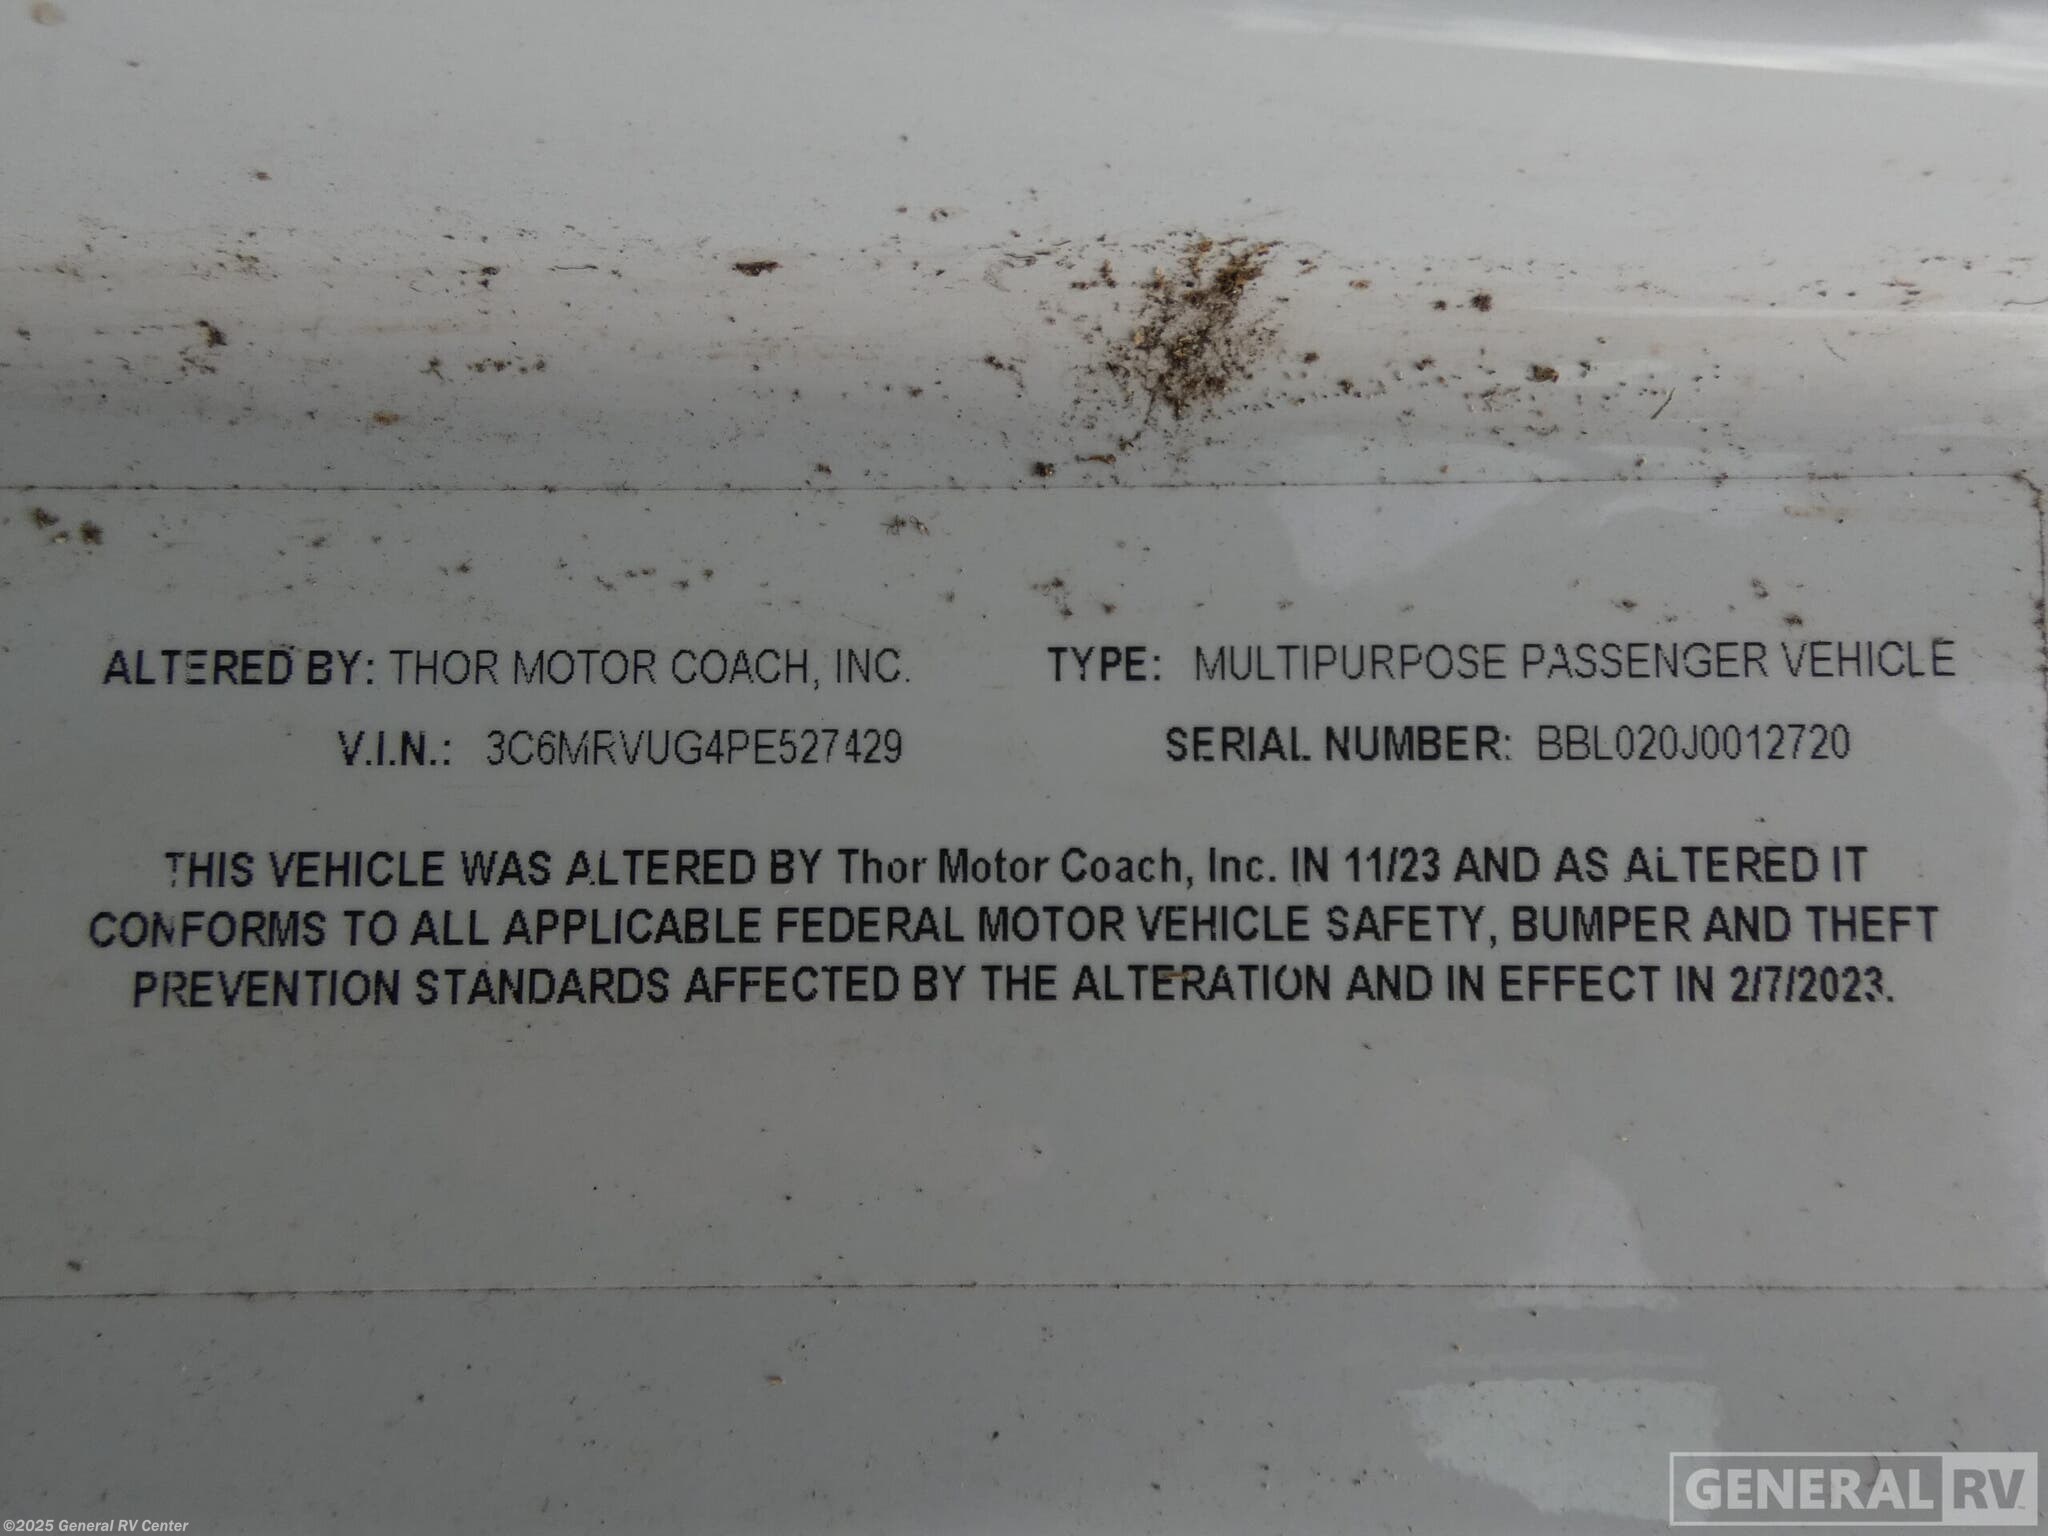 ALTERED BY: THOR MOTOR COACH, INC. TYPE: MULTIPURPOSE PASSENGER VEHICLE
V.I.N.: 3C6MRVUG4PE527429 SERIAL NUMBER: BBL020J0012720
THIS VEHICLE WAS ALTERED BY Thor Motor Coach, Inc. IN 11/23 AND AS ALTERED IT
CONFORMS TO ALL APPLICABLE FEDERAL MOTOR VEHICLE SAFETY, BUMPER AND THEFT
PREVENTION STANDARDS AFFECTED BY THE ALTERATION AND IN EFFECT IN 2/7/2023.
GENERAL RV
©2025 General RV Center